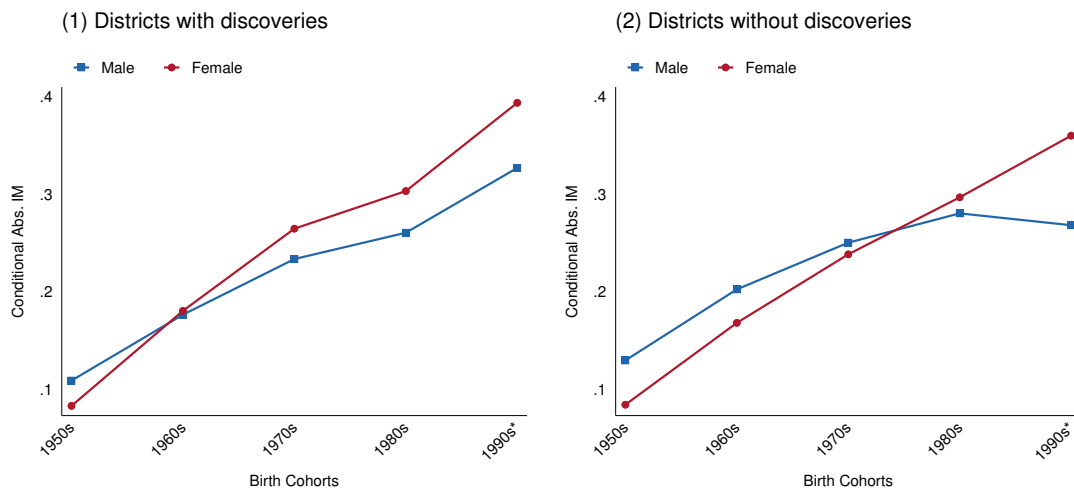 (1) Districts with discoveries
Male Female
.4
.3
.2
.1
Conditional Abs. IM
1950s
1960s
1970s
1980s
1990s*
Birth Cohorts
(2) Districts without discoveries
Male Female
.4
.3
.2
.1
Conditional Abs. IM
1950s
1960s
1970s
1980s
1990s*
Birth Cohorts